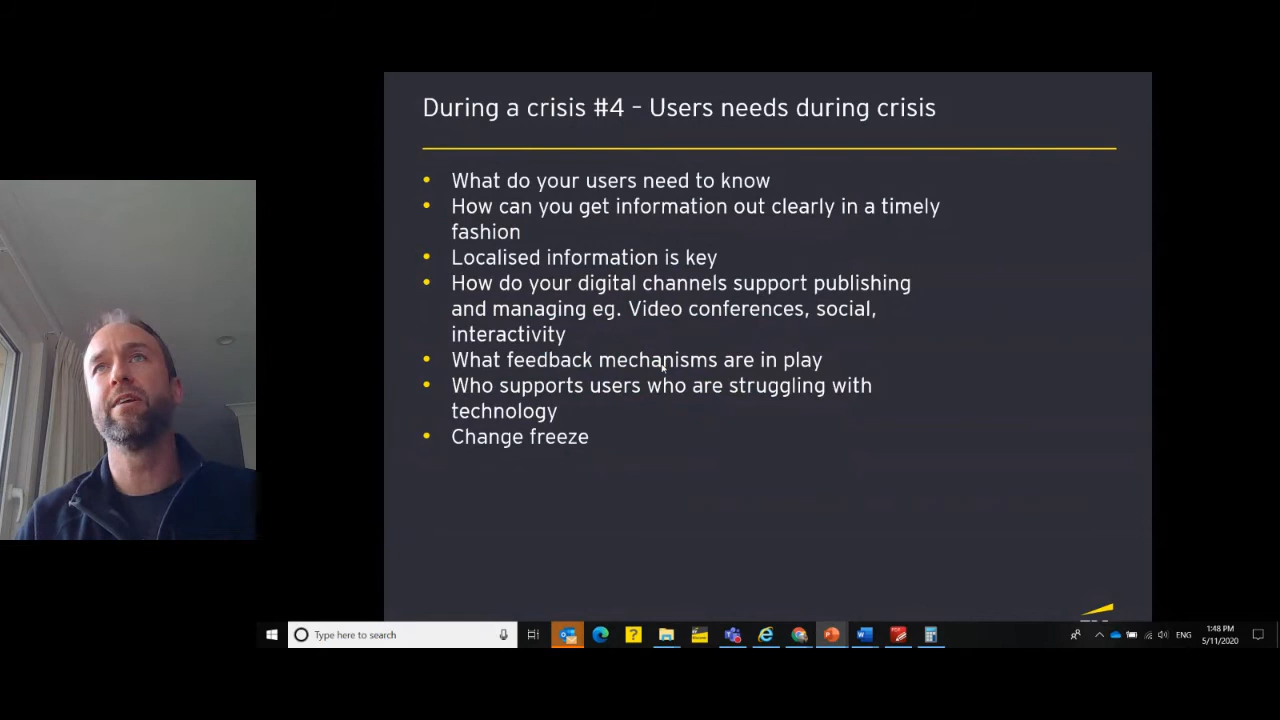 During a crisis #4 – Users needs during crisis
• What do your users need to know
• How can you get information out clearly in a timely
fashion
• Localised information is key
• How do your digital channels support publishing
and managing eg. Video conferences, social,
interactivity
• What feedback mechanisms are in play
• Who supports users who are struggling with
technology
• Change freeze
Type here to search
ENG
1:48 PM
5/11/2020